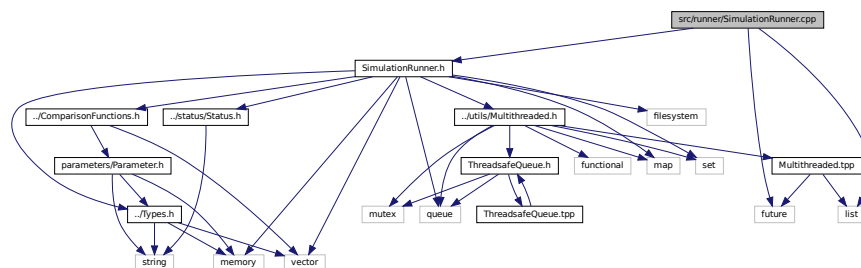 src/runner/SimulationRunner.cpp
SimulationRunner.h
../ComparisonFunctions.h
../status/Status.h
../utils/Multithreaded.h
filesystem
parameters/Parameter.h
ThreadsafeQueue.h
functional
map
set
Multithreaded.tpp
../Types.h
mutex
queue
ThreadsafeQueue.tpp
future
list
string
memory
vector